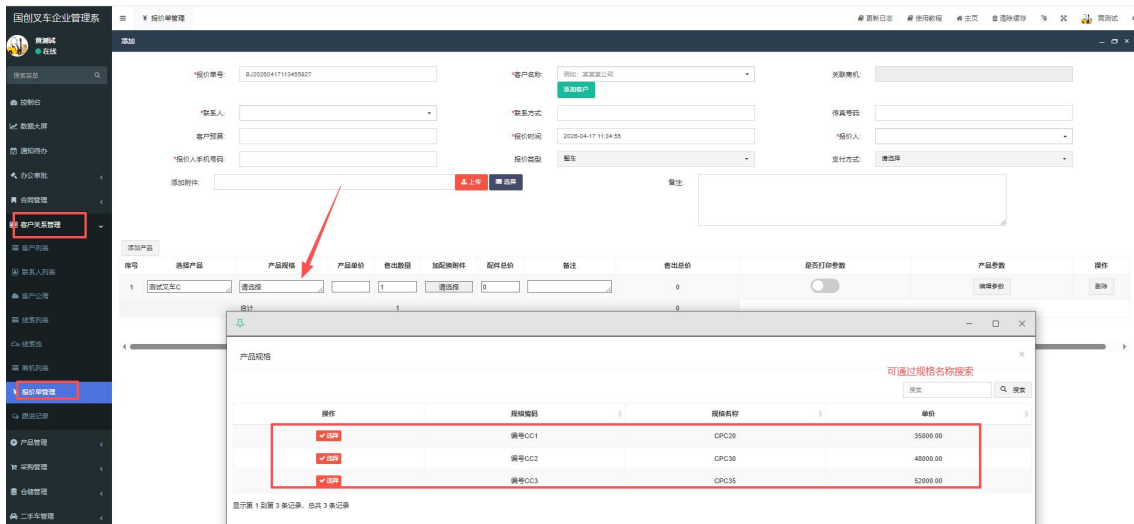 国创叉车企业管理系
¥ 报价单管理
更新日志 使用教程 主页 清除缓存 黄测试
黄测试
在线
搜索菜单
控制台
数据大屏
通知待办
办公审批
合同管理
客户关系管理
客户列表
联系人列表
客户公海
线索列表
线索池
商机列表
¥ 报价单管理
跟进记录
产品管理
采购管理
仓储管理
二手车管理
添加
*报价单号: BJ20260417113455927
*客户名称: 例如：某某某公司
关联商机:
添加客户
*联系人:
*联系方式:
传真号码:
客户预算:
*报价时间: 2026-04-17 11:34:55
*报价人:
*报价人手机号码:
报价类型: 整车
支付方式: 请选择
添加附件: 上传 选择
备注:
添加产品
序号 选择产品 产品规格 产品单价 售出数量 加配换附件 配件总价 备注 售出总价 是否打印参数 产品参数 操作
1 测试叉车C 请选择 1 请选择 0 0 编辑参数 删除
合计 1 0
产品规格 ×
可通过规格名称搜索
搜索 搜索
操作 规格编码 规格名称 单价
选择 编号CC1 CPC20 35000.00
选择 编号CC2 CPC30 48000.00
选择 编号CC3 CPC35 52000.00
显示第 1 到第 3 条记录，总共 3 条记录